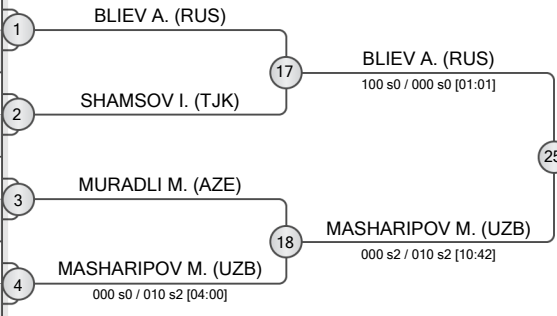 BLIEV A. (RUS)
1
17
BLIEV A. (RUS)
100 s0 / 000 s0 [01:01]
SHAMSOV I. (TJK)
2
25
MURADLI M. (AZE)
3
18
MASHARIPOV M. (UZB)
000 s2 / 010 s2 [10:42]
MASHARIPOV M. (UZB)
4
000 s0 / 010 s2 [04:00]